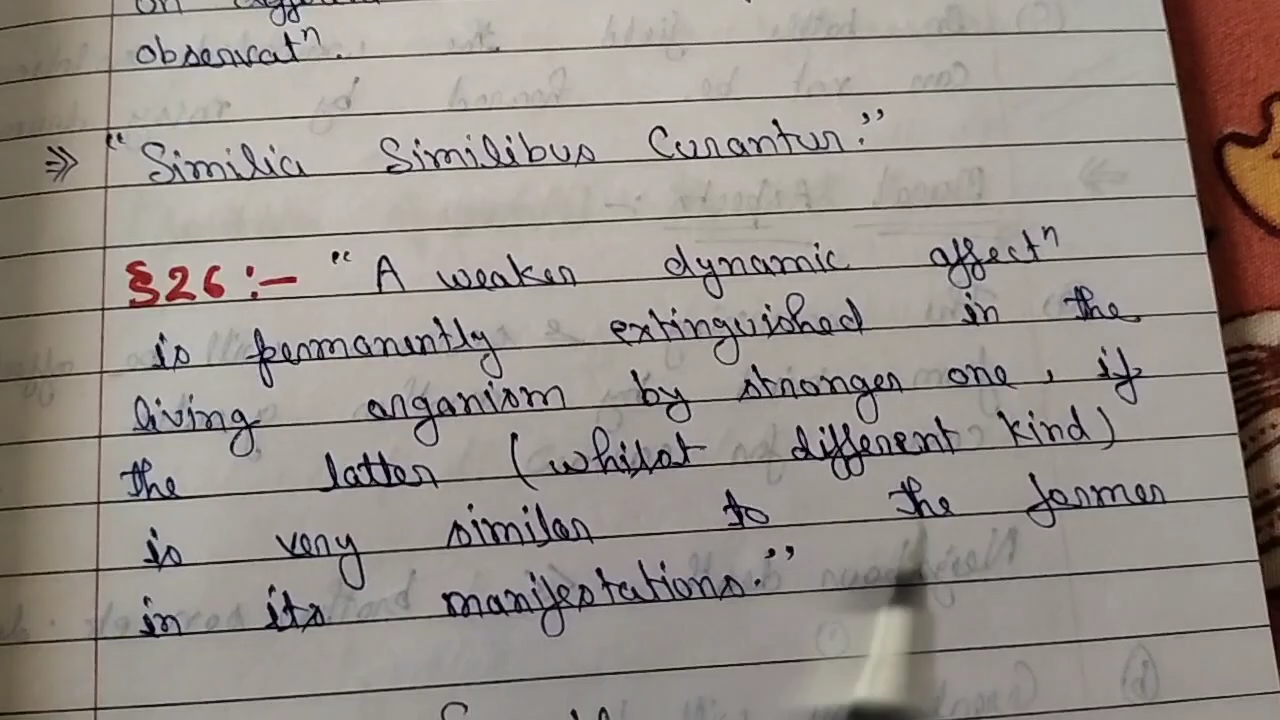 on
observatⁿ.
⇒ "Similia Similibus Curantur."
§26:- "A weaker dynamic affectⁿ
is permanently extinguished in the
living organism by stronger one, if
the latter (whilst different kind)
is very similar to the former
in its manifestations."